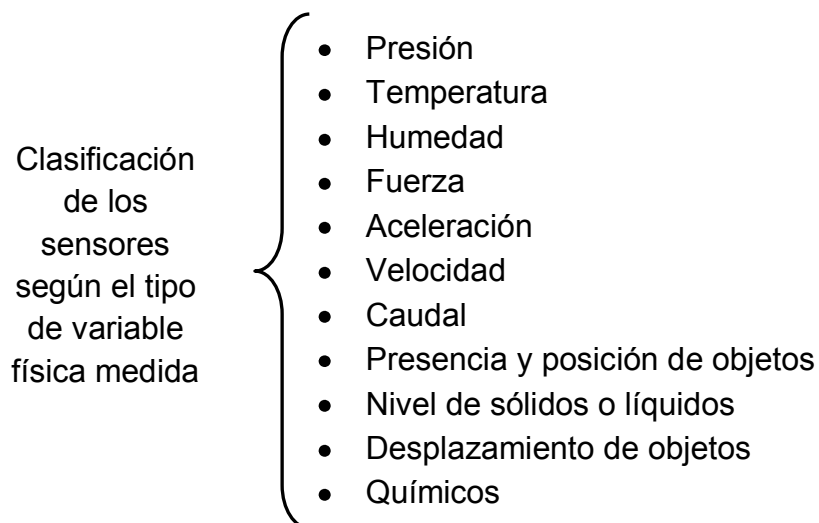 Clasificación
de los
sensores
según el tipo
de variable
física medida
• Presión
• Temperatura
• Humedad
• Fuerza
• Aceleración
• Velocidad
• Caudal
• Presencia y posición de objetos
• Nivel de sólidos o líquidos
• Desplazamiento de objetos
• Químicos